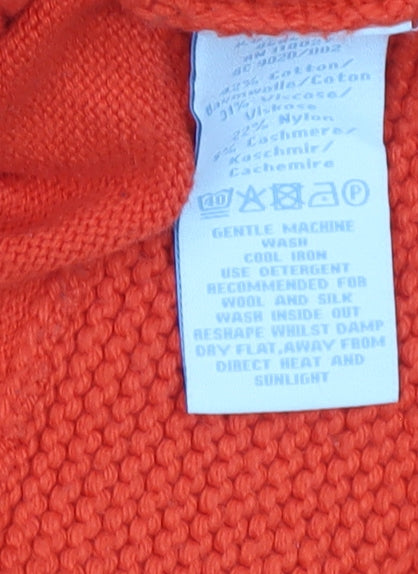 42% Cotton/
Baumwolle/Coton
31% Viscose/
Viskose
22% Nylon
5% Cashmere/
Kaschmir/
Cachemire
40
P
GENTLE MACHINE
WASH
COOL IRON
USE DETERGENT
RECOMMENDED FOR
WOOL AND SILK
WASH INSIDE OUT
RESHAPE WHILST DAMP
DRY FLAT,AWAY FROM
DIRECT HEAT AND
SUNLIGHT